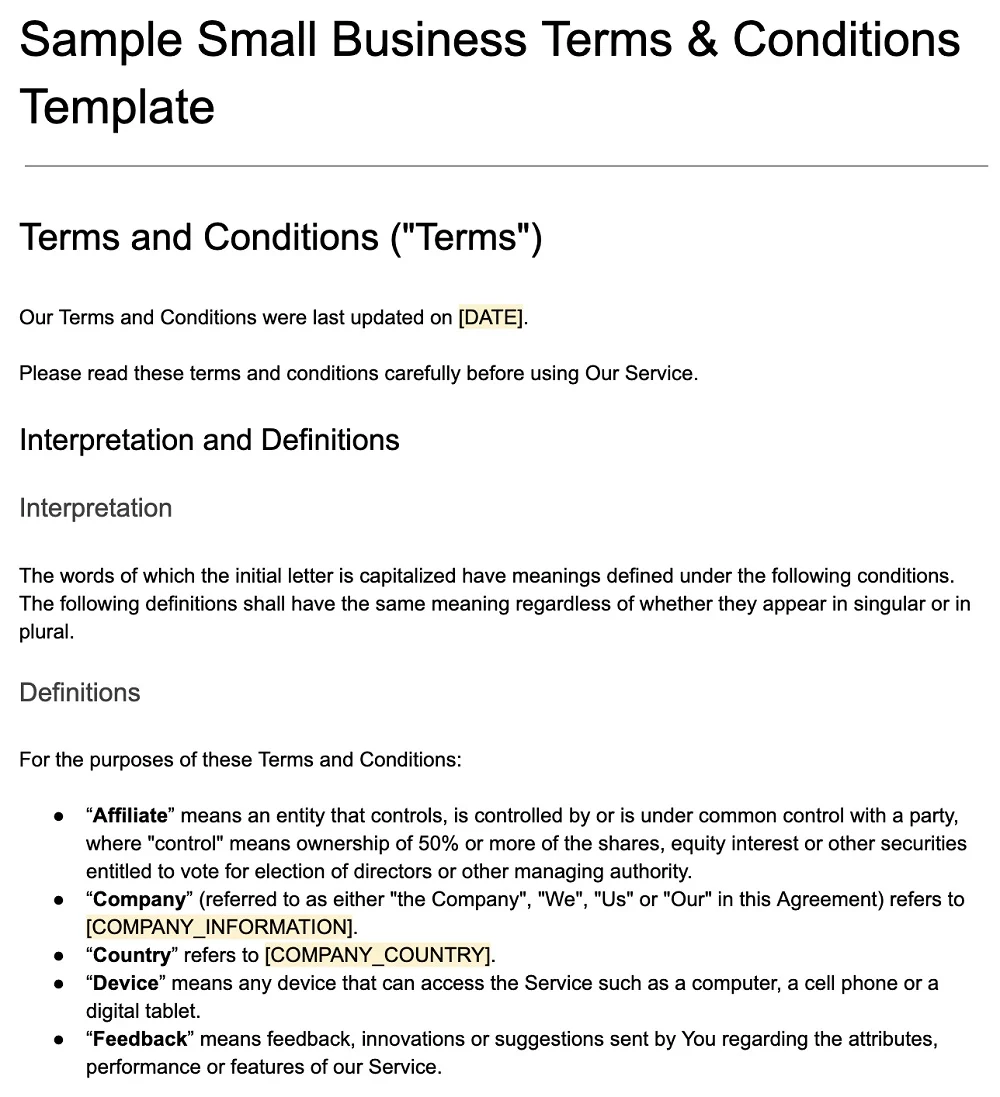 Sample Small Business Terms & Conditions
Template
Terms and Conditions ("Terms")
Our Terms and Conditions were last updated on [DATE].
Please read these terms and conditions carefully before using Our Service.
Interpretation and Definitions
Interpretation
The words of which the initial letter is capitalized have meanings defined under the following conditions.
The following definitions shall have the same meaning regardless of whether they appear in singular or in
plural.
Definitions
For the purposes of these Terms and Conditions:
● “Affiliate” means an entity that controls, is controlled by or is under common control with a party,
where "control" means ownership of 50% or more of the shares, equity interest or other securities
entitled to vote for election of directors or other managing authority.
● “Company” (referred to as either "the Company", "We", "Us" or "Our" in this Agreement) refers to
[COMPANY_INFORMATION].
● “Country” refers to [COMPANY_COUNTRY].
● “Device” means any device that can access the Service such as a computer, a cell phone or a
digital tablet.
● “Feedback” means feedback, innovations or suggestions sent by You regarding the attributes,
performance or features of our Service.